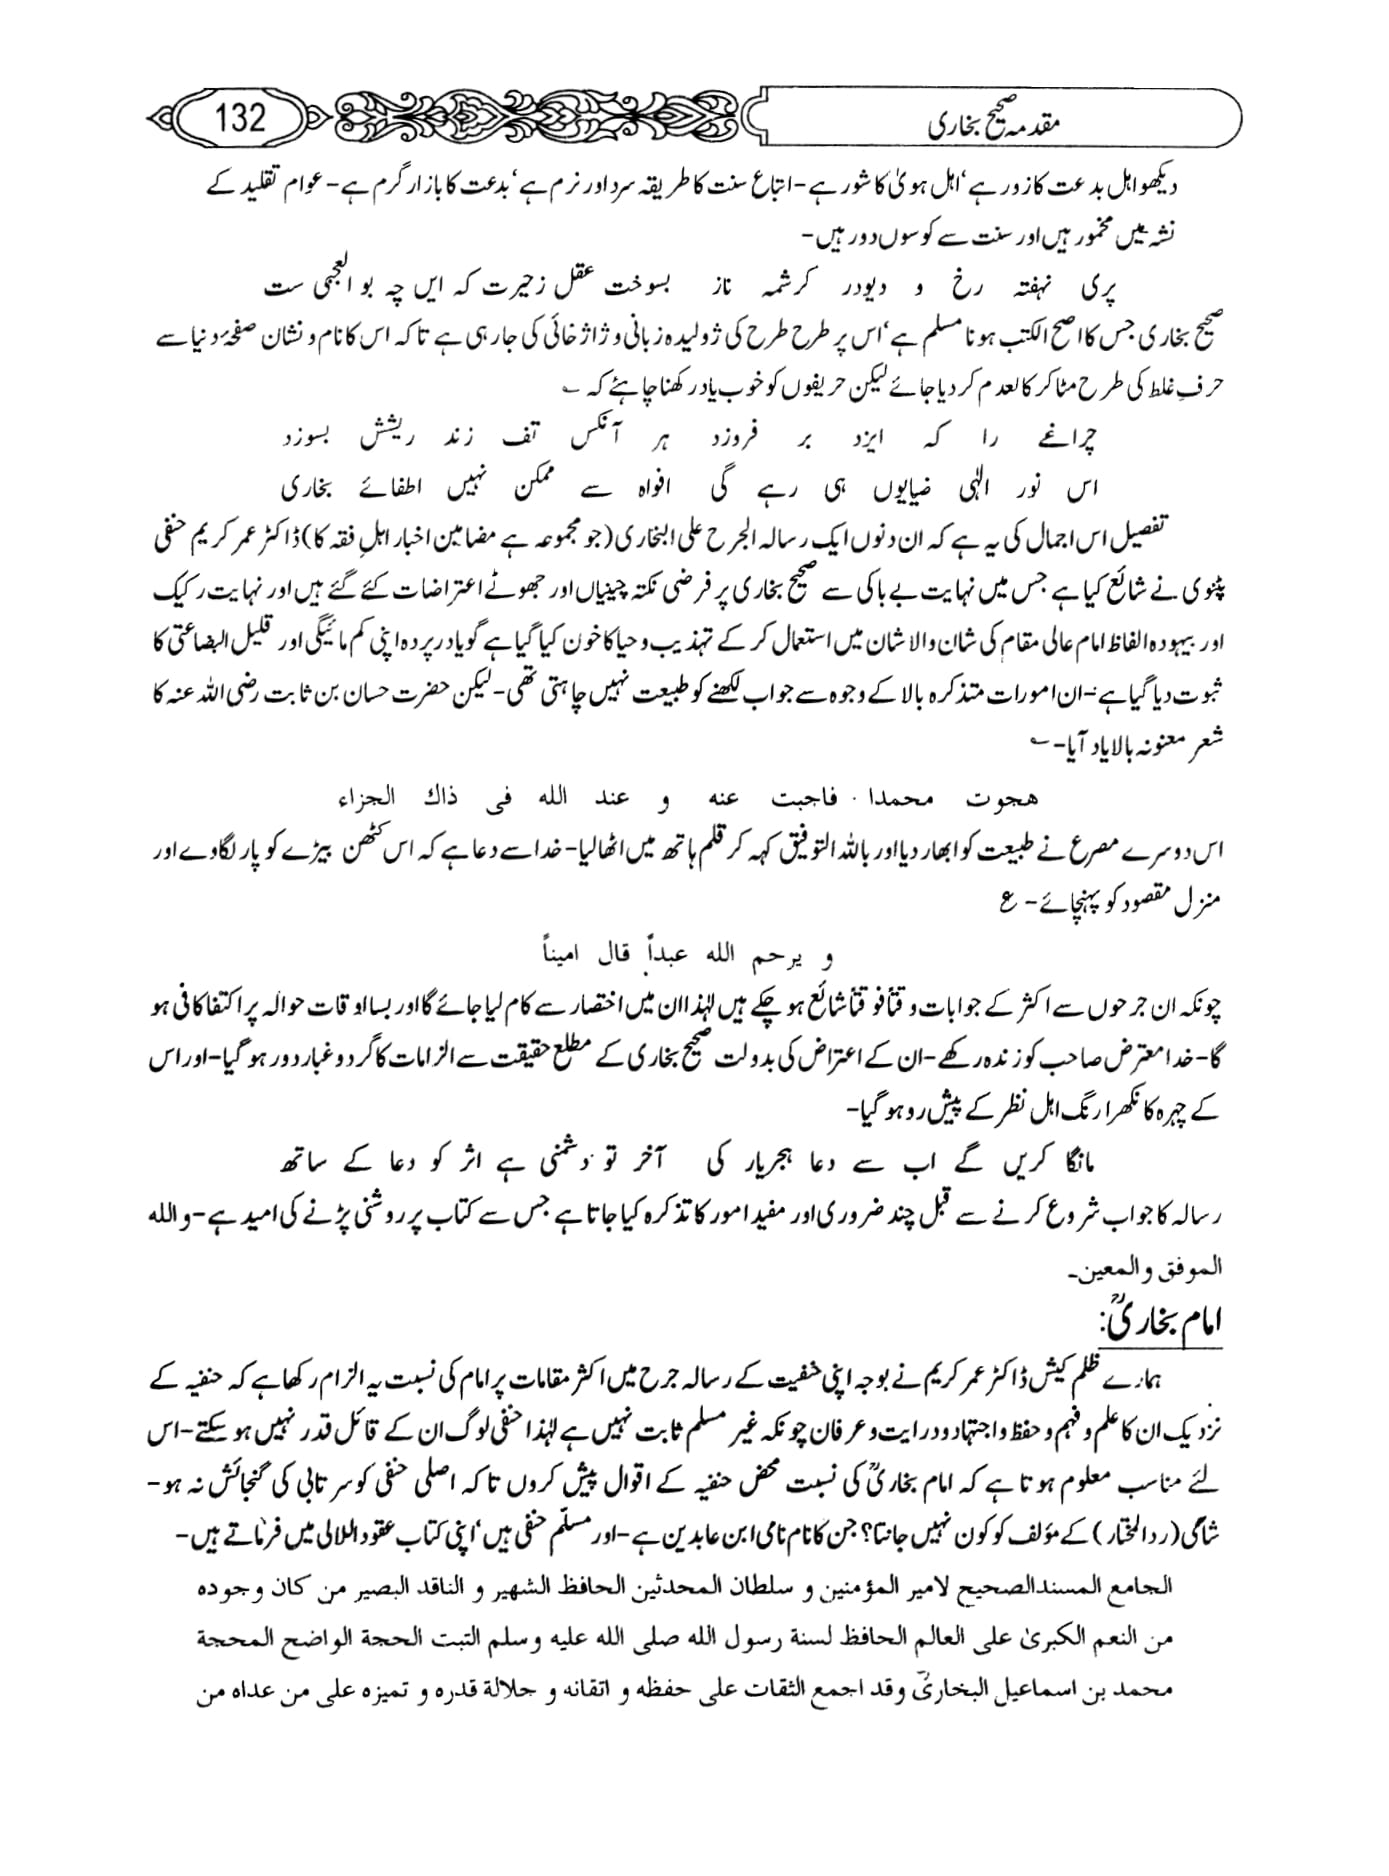 132
مقدمہ صحیح بخاری
دیکھو اہل بدعت کا زور ہے‘ اہل ہویٰ کا شور ہے-اتباع سنت کا طریقہ سرد اور نرم ہے‘ بدعت کا بازار گرم ہے-عوام تقلید کے
نشہ میں مخمور ہیں اور سنت سے کوسوں دور ہیں-
پری نہفتہ رخ و دیودر کرشمہ ناز بسوخت عقل زحیرت کہ ایں چہ بو العجمی ست
صحیح بخاری جس کا اصح الکتب ہونا مسلم ہے‘ اس پر طرح طرح کی ژولیدہ زبانی و ژاژ خائی کی جارہی ہے تاکہ اس کا نام و نشان صفحۂ دنیا سے
حرفِ غلط کی طرح مٹا کر کالعدم کر دیا جائے لیکن حریفوں کو خوب یاد رکھنا چاہئے کہ ؎
چراغے را کہ ایزد بر فروزد ہر آنکس تف زند ریشش بسوزد
اس نور الٰہی ضیایوں ہی رہے گی افواہ سے ممکن نہیں اطفائے بخاری
تفصیل اس اجمال کی یہ ہے کہ ان دنوں ایک رسالہ الجرح علی البخاری (جو مجموعہ ہے مضامین اخبار اہلِ فقہ کا) ڈاکٹر عمر کریم حنفی
پٹنوی نے شائع کیا ہے جس میں نہایت بے باکی سے صحیح بخاری پر فرضی نکتہ چینیاں اور جھوٹے اعتراضات کئے گئے ہیں اور نہایت رکیک
اور بیہودہ الفاظ امام عالی مقام کی شان والا شان میں استعمال کر کے تہذیب و حیا کا خون کیا گیا ہے گویا درپردہ اپنی کم مائیگی اور قلیل البضاعتی کا
ثبوت دیا گیا ہے-ان امورات متذکرہ بالا کے وجوہ سے جواب لکھنے کو طبیعت نہیں چاہتی تھی-لیکن حضرت حسان بن ثابت رضی اللہ عنہ کا
شعر معنونہ بالا یاد آیا- ؎
هجوت محمدا فاجبت عنه و عند الله فی ذاك الجزاء
اس دوسرے مصرع نے طبیعت کو ابھار دیا اور باللہ التوفیق کہہ کر قلم ہاتھ میں اٹھا لیا-خدا سے دعا ہے کہ اس کٹھن بیڑے کو پار لگاوے اور
منزل مقصود کو پہنچائے- ع
و یرحم الله عبداً قال امیناً
چونکہ ان جرحوں سے اکثر کے جوابات وقتاً فوقتاً شائع ہو چکے ہیں لہٰذا ان میں اختصار سے کام لیا جائے گا اور بسا اوقات حوالہ پر اکتفا کافی ہو
گا-خدا معترض صاحب کو زندہ رکھے-ان کے اعتراض کی بدولت صحیح بخاری کے مطلع حقیقت سے الزامات کا گرد و غبار دور ہو گیا-اور اس
کے چہرہ کا نکھرا رنگ اہل نظر کے پیش رو ہو گیا-
مانگا کریں گے اب سے دعا ہجریار کی آخر تو دشمنی ہے اثر کو دعا کے ساتھ
رسالہ کا جواب شروع کرنے سے قبل چند ضروری اور مفید امور کا تذکرہ کیا جاتا ہے جس سے کتاب پر روشنی پڑنے کی امید ہے-والله
الموفق والمعین-
امام بخاریؒ:
ہمارے ظلم کیش ڈاکٹر عمر کریم نے بوجہ اپنی حنفیت کے رسالہ جرح میں اکثر مقامات پر امام کی نسبت یہ الزام رکھا ہے کہ حنفیہ کے
نزدیک ان کا علم و فہم و حفظ و اجتہاد و درایت و عرفان چونکہ غیر مسلم ثابت نہیں ہے لہٰذا حنفی لوگ ان کے قائل قدر نہیں ہو سکتے-اس
لئے مناسب معلوم ہوتا ہے کہ امام بخاریؒ کی نسبت محض حنفیہ کے اقوال پیش کروں تاکہ اصلی حنفی کو سرتابی کی گنجائش نہ ہو-
شامی (ردالمختار) کے مؤلف کو کون نہیں جانتا؟ جن کا نام نامی ابن عابدین ہے-اور مسلّم حنفی ہیں‘ اپنی کتاب عقوداللالی میں فرماتے ہیں-
الجامع المسندالصحیح لامیر المؤمنین و سلطان المحدثین الحافظ الشهیر و الناقد البصیر من کان وجوده
من النعم الکبریٰ علی العالم الحافظ لسنة رسول الله صلی الله علیه وسلم الثبت الحجة الواضح المحجة
محمد بن اسماعیل البخاریؒ وقد اجمع الثقات علی حفظه و اتقانه و جلالة قدره و تمیزه علی من عداه من